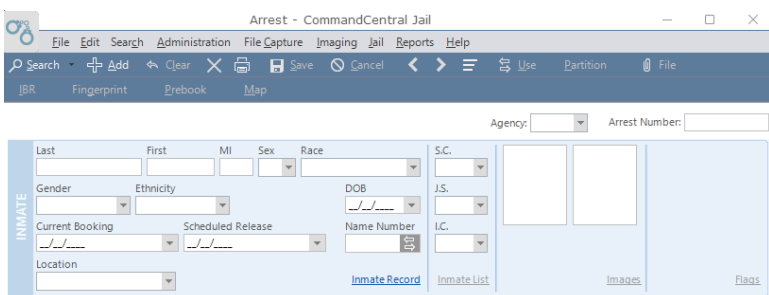 Arrest - CommandCentral Jail
File Edit Search Administration File Capture Imaging Jail Reports Help
Search Add Clear Save Cancel Use Partition File
JBR Fingerprint Prebook Map
Agency: Arrest Number:
INMATE
Last First MI Sex Race S.C.
Gender Ethnicity DOB J.S.
__/__/____
Current Booking Scheduled Release Name Number I.C.
__/__/____ __/__/____
Location
Inmate Record Inmate List Images Flags